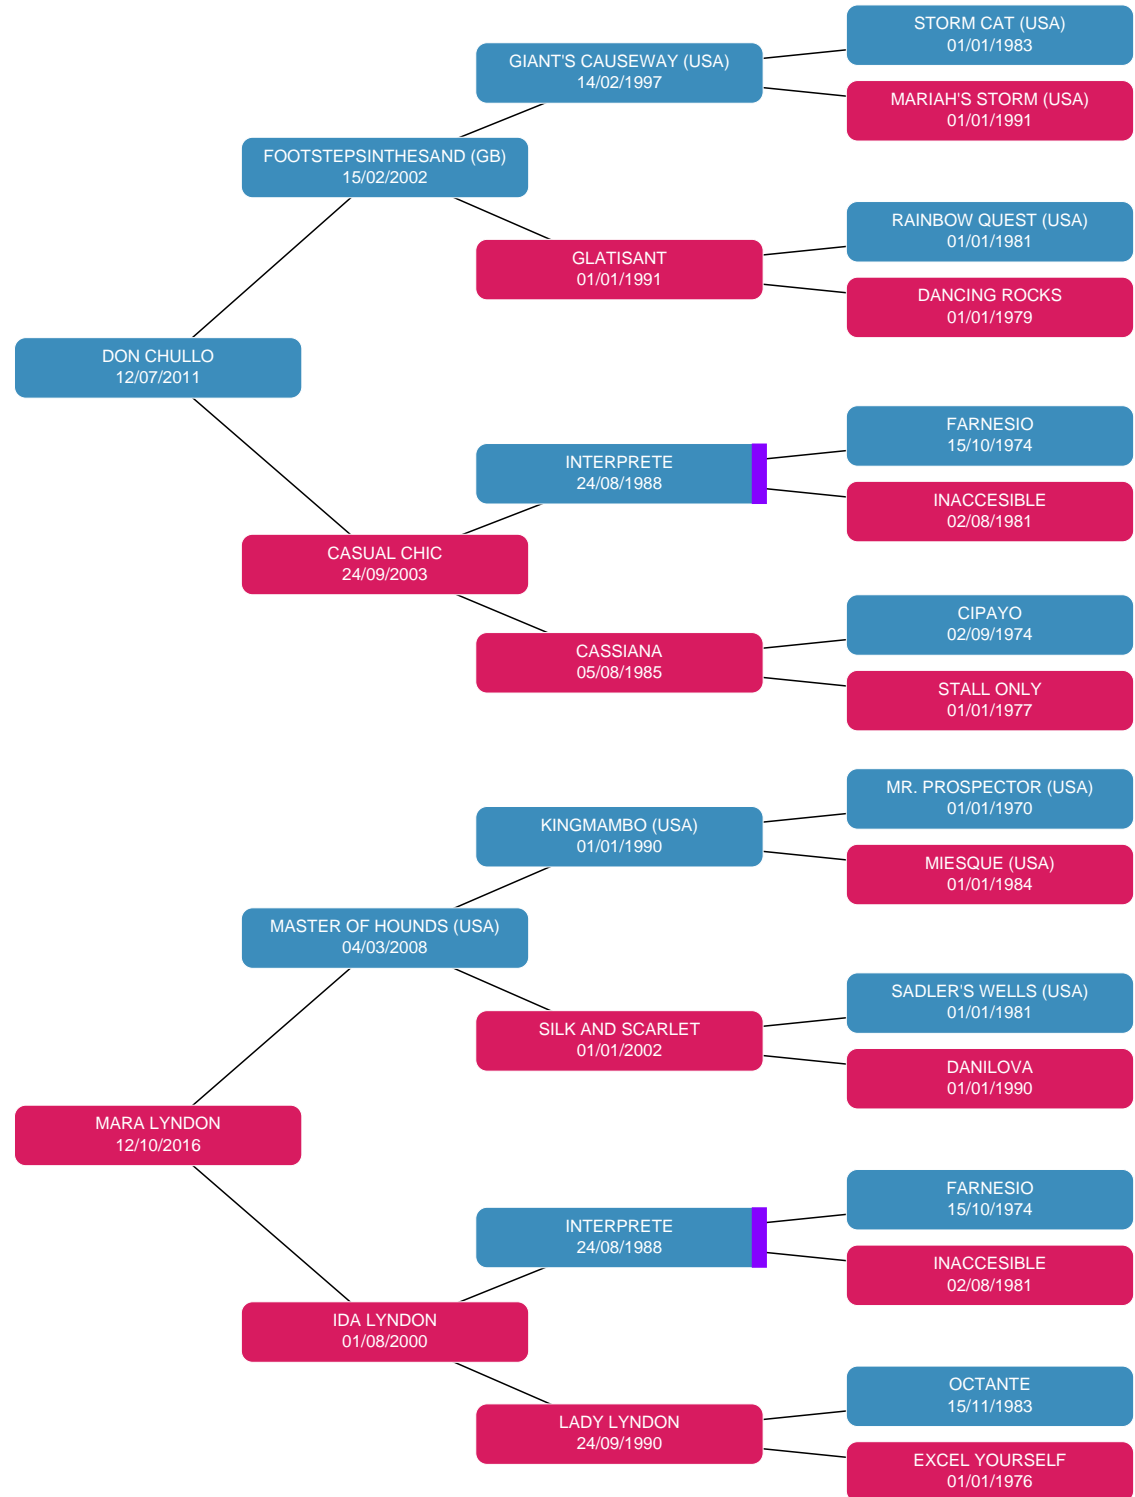 STORM CAT (USA)
01/01/1983
GIANT'S CAUSEWAY (USA)
14/02/1997
MARIAH'S STORM (USA)
01/01/1991
FOOTSTEPSINTHESAND (GB)
15/02/2002
RAINBOW QUEST (USA)
01/01/1981
GLATISANT
01/01/1991
DANCING ROCKS
01/01/1979
DON CHULLO
12/07/2011
FARNESIO
15/10/1974
INTERPRETE
24/08/1988
INACCESIBLE
02/08/1981
CASUAL CHIC
24/09/2003
CIPAYO
02/09/1974
CASSIANA
05/08/1985
STALL ONLY
01/01/1977
MR. PROSPECTOR (USA)
01/01/1970
KINGMAMBO (USA)
01/01/1990
MIESQUE (USA)
01/01/1984
MASTER OF HOUNDS (USA)
04/03/2008
SADLER'S WELLS (USA)
01/01/1981
SILK AND SCARLET
01/01/2002
DANILOVA
01/01/1990
MARA LYNDON
12/10/2016
FARNESIO
15/10/1974
INTERPRETE
24/08/1988
INACCESIBLE
02/08/1981
IDA LYNDON
01/08/2000
OCTANTE
15/11/1983
LADY LYNDON
24/09/1990
EXCEL YOURSELF
01/01/1976